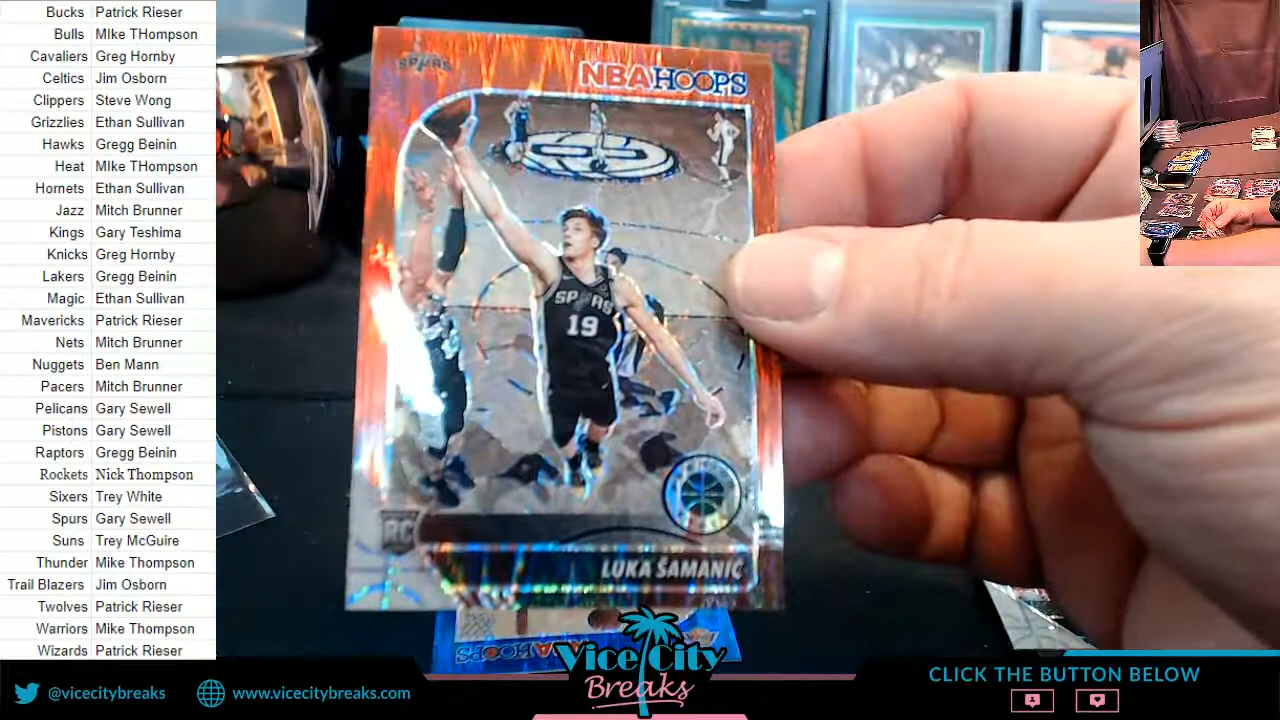 Bucks Patrick Rieser
Bulls MIke THompson
Cavaliers Greg Hornby
Celtics Jim Osborn
Clippers Steve Wong
Grizzlies Ethan Sullivan
Hawks Gregg Beinin
Heat MIke THompson
Hornets Ethan Sullivan
Jazz Mitch Brunner
Kings Gary Teshima
Knicks Greg Hornby
Lakers Gregg Beinin
Magic Ethan Sullivan
Mavericks Patrick Rieser
Nets Mitch Brunner
Nuggets Ben Mann
Pacers Mitch Brunner
Pelicans Gary Sewell
Pistons Gary Sewell
Raptors Gregg Beinin
Rockets Nick Thompson
Sixers Trey White
Spurs Gary Sewell
Suns Trey McGuire
Thunder Mike Thompson
Trail Blazers Jim Osborn
Twolves Patrick Rieser
Warriors Mike Thompson
Wizards Patrick Rieser
SPURS
NBA HOOPS
SPURS
19
RC
LUKA ŠAMANIĆ
HOOPS
Vice City
Breaks
@vicecitybreaks
www.vicecitybreaks.com
CLICK THE BUTTON BELOW